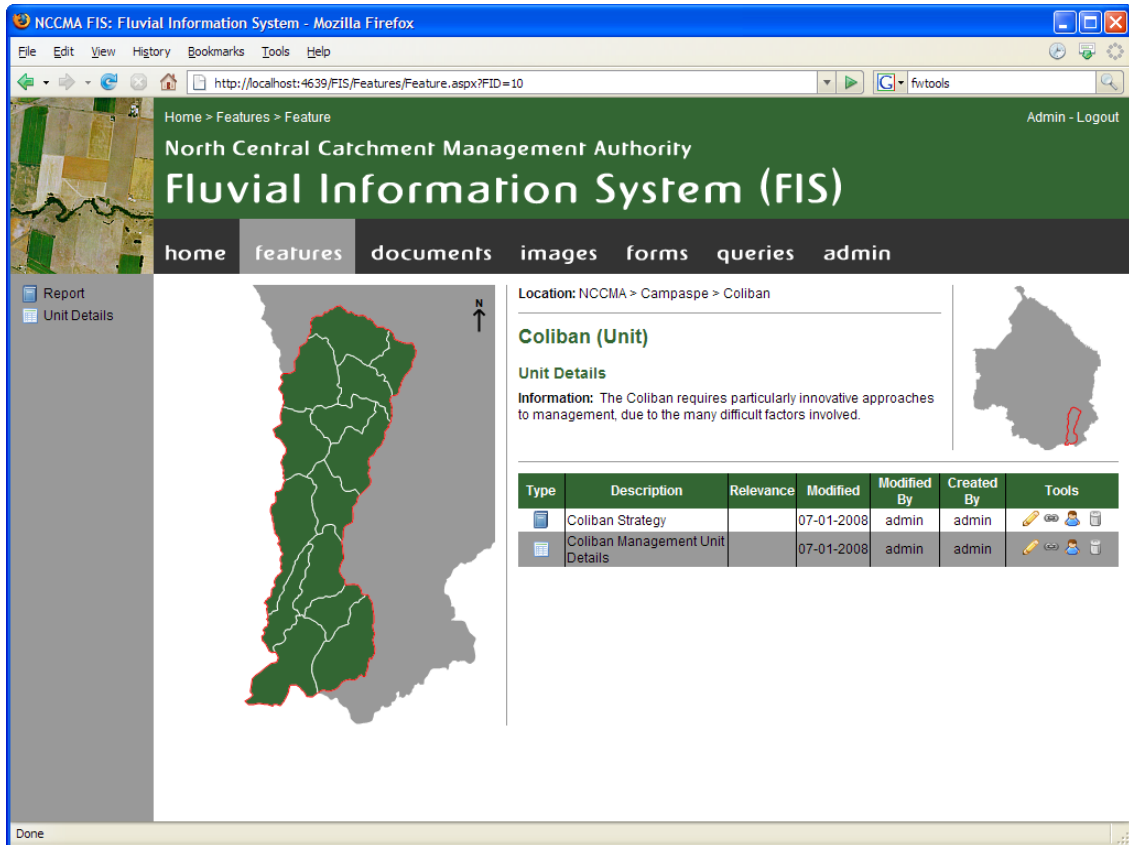 NCCMA FIS: Fluvial Information System - Mozilla Firefox
File Edit View History Bookmarks Tools Help
http://localhost:4639/FIS/Features/Feature.aspx?FID=10
G fwtools
Home > Features > Feature
Admin - Logout
North Central Catchment Management Authority
Fluvial Information System (FIS)
home features documents images forms queries admin
Report
Unit Details
N
Location: NCCMA > Campaspe > Coliban
Coliban (Unit)
Unit Details
Information: The Coliban requires particularly innovative approaches
to management, due to the many difficult factors involved.
Type Description Relevance Modified Modified By Created By Tools
Coliban Strategy 07-01-2008 admin admin
Coliban Management Unit Details 07-01-2008 admin admin
Done